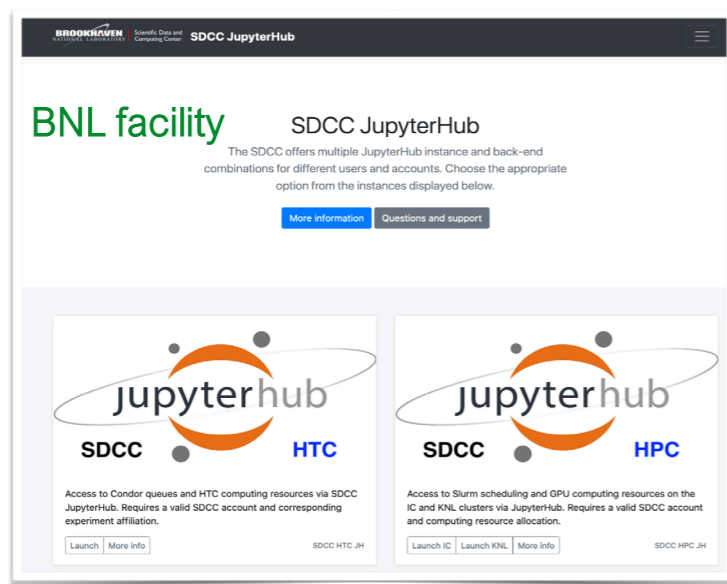 BROOKHAVEN
NATIONAL LABORATORY
Scientific Data and
Computing Center
SDCC JupyterHub
BNL facility
SDCC JupyterHub
The SDCC offers multiple JupyterHub instance and back-end
combinations for different users and accounts. Choose the appropriate
option from the instances displayed below.
More information
Questions and support
jupyterhub
SDCC
HTC
Access to Condor queues and HTC computing resources via SDCC
JupyterHub. Requires a valid SDCC account and corresponding
experiment affiliation.
Launch
More info
SDCC HTC JH
jupyterhub
SDCC
HPC
Access to Slurm scheduling and GPU computing resources on the
IC and KNL clusters via JupyterHub. Requires a valid SDCC account
and computing resource allocation.
Launch IC
Launch KNL
More info
SDCC HPC JH